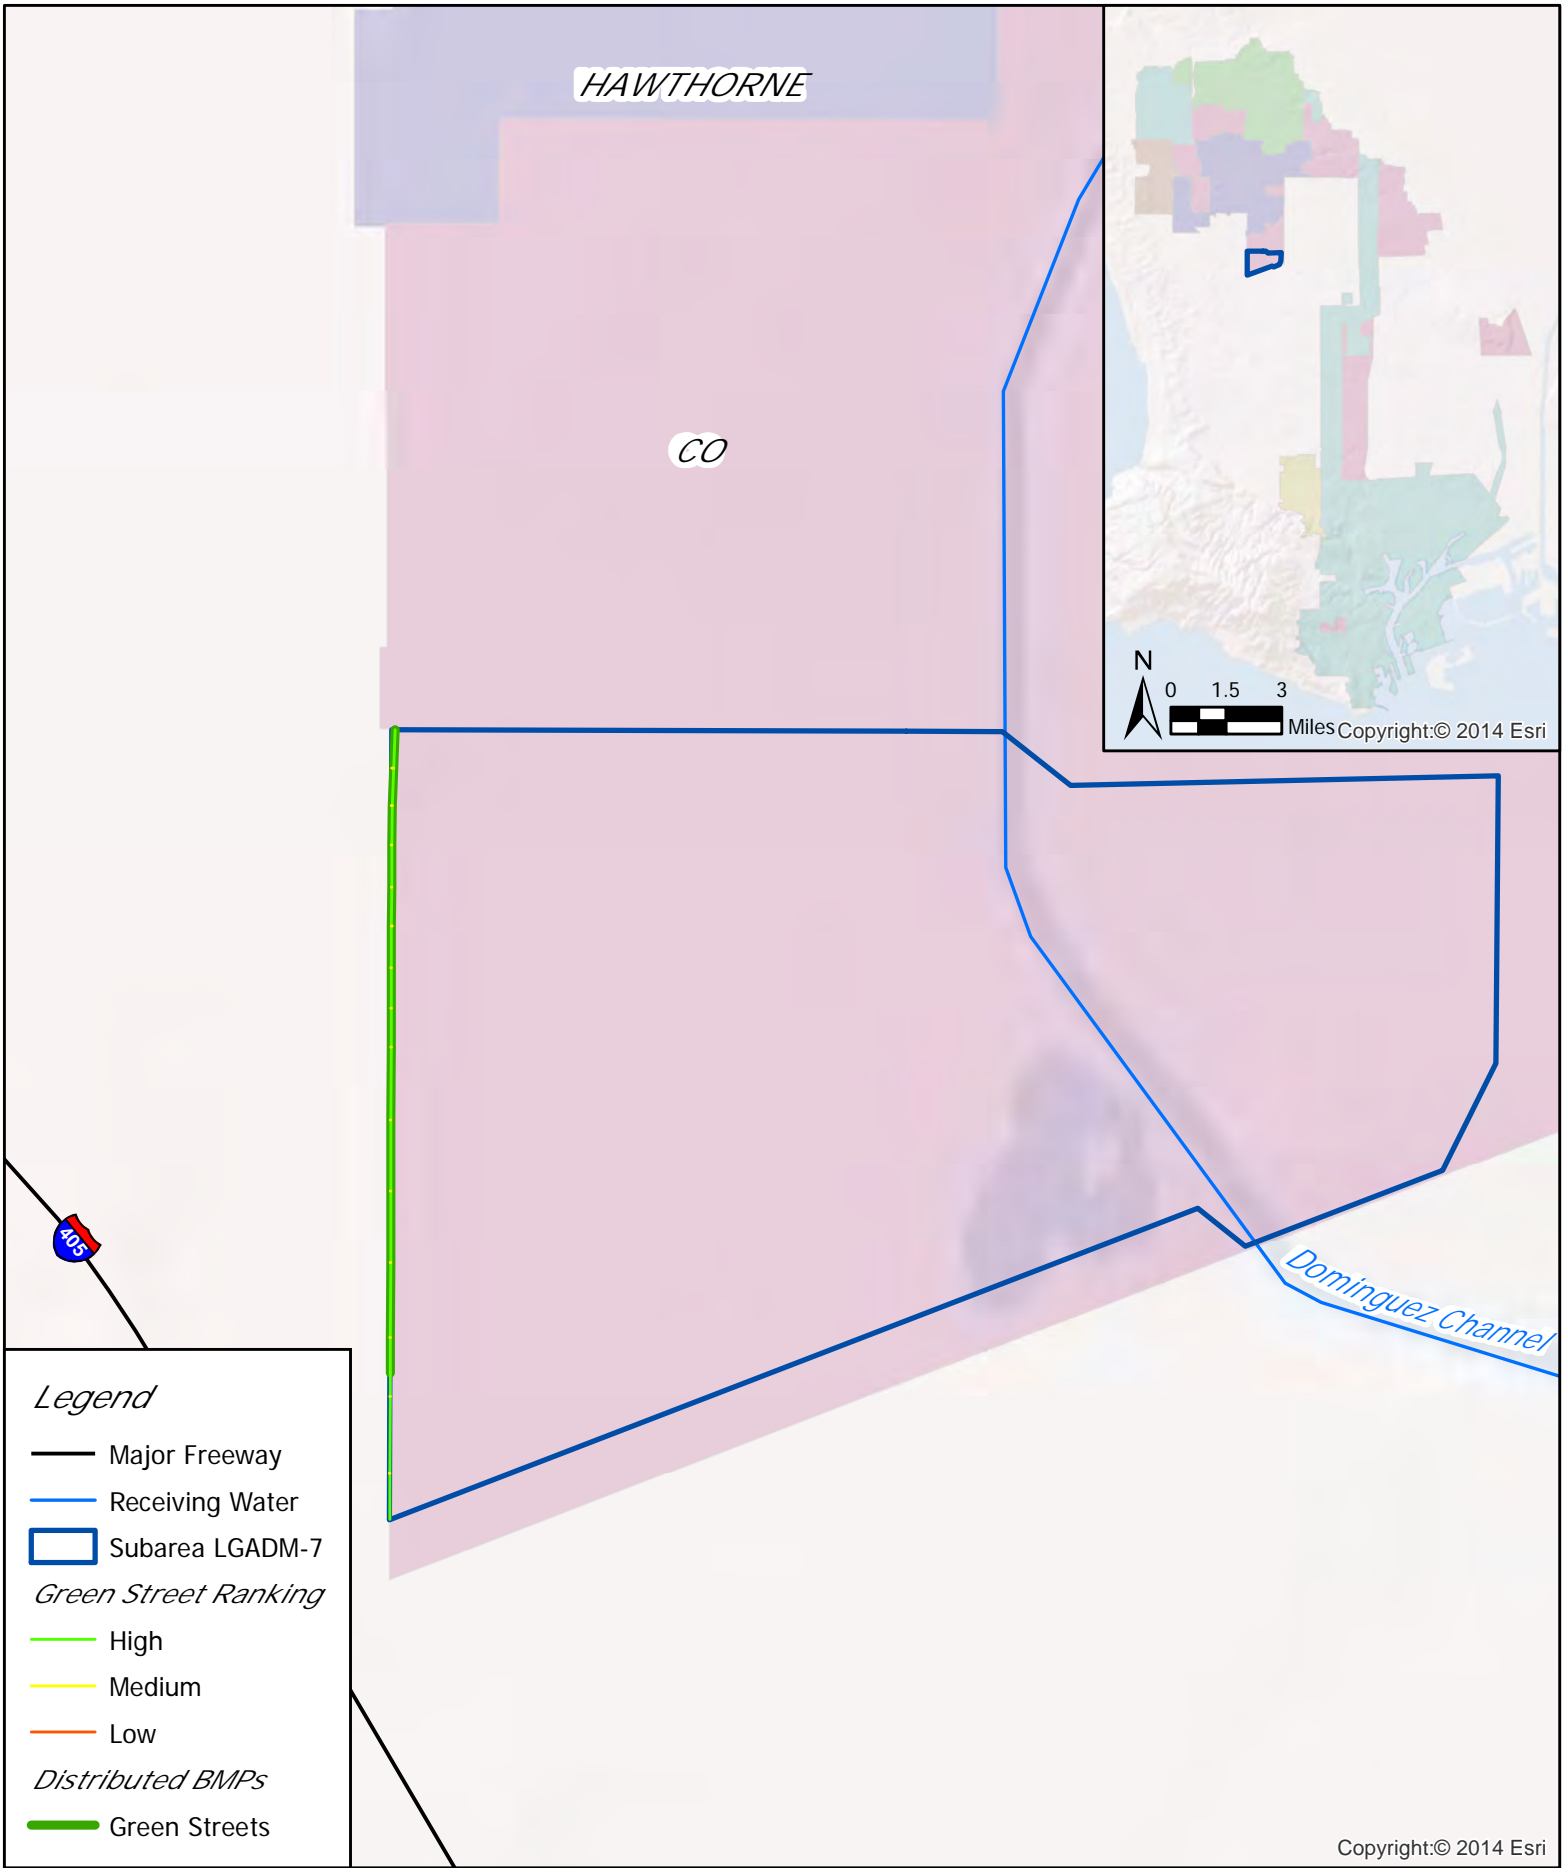 HAWTHORNE
CO
N
0 1.5 3
Miles
Copyright:© 2014 Esri
405
Dominguez Channel
Legend
Major Freeway
Receiving Water
Subarea LGADM-7
Green Street Ranking
High
Medium
Low
Distributed BMPs
Green Streets
Copyright:© 2014 Esri